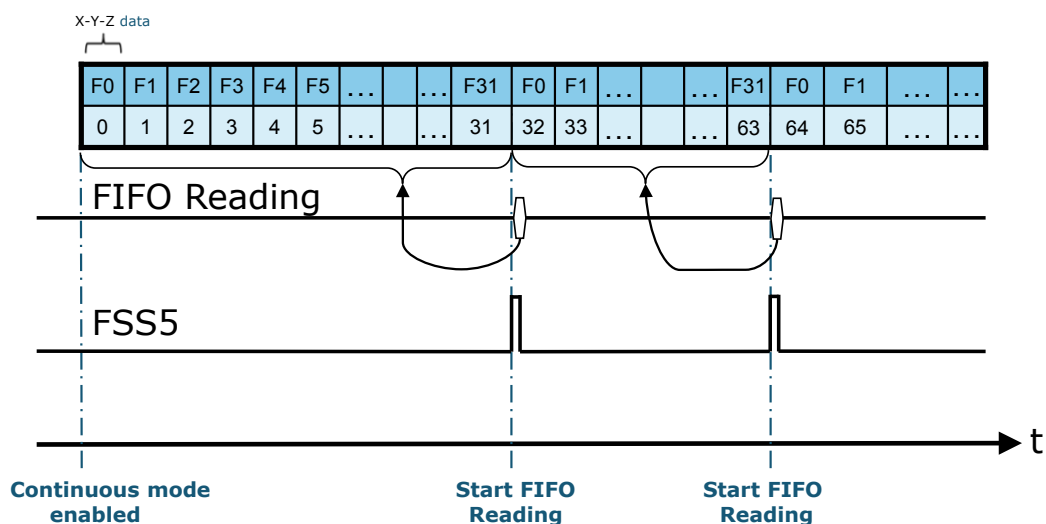 X-Y-Z data
F0 F1 F2 F3 F4 F5 ... ... F31 F0 F1 ... ... F31 F0 F1 ... ...
0 1 2 3 4 5 ... ... 31 32 33 ... ... 63 64 65 ... ...
FIFO Reading
FSS5
t
Continuous mode enabled
Start FIFO Reading
Start FIFO Reading